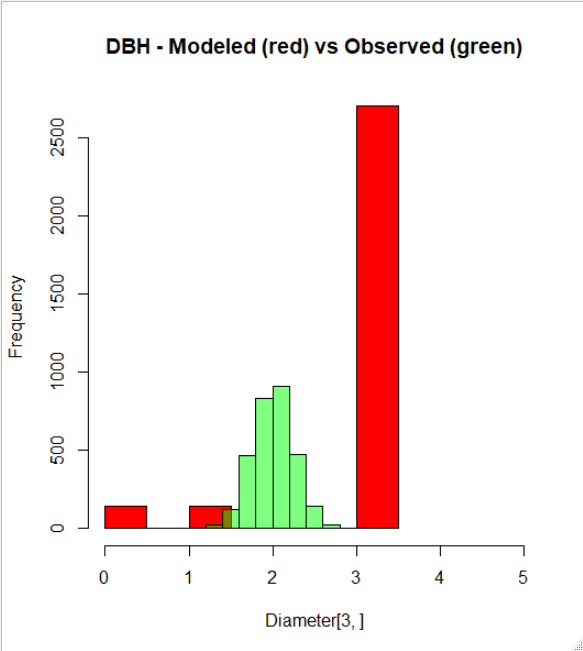 DBH - Modeled (red) vs Observed (green)
2500
2000
1500
1000
500
0
Frequency
0 1 2 3 4 5
Diameter[3, ]